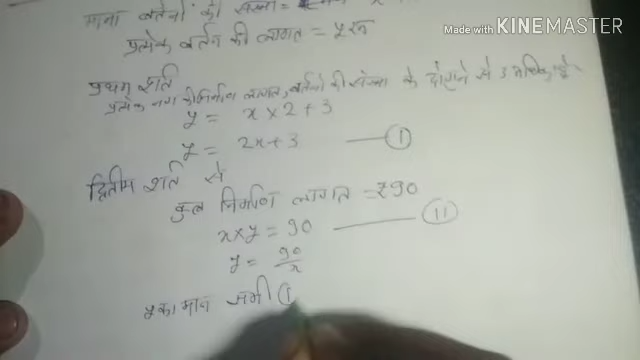 Made with KINEMASTER
माना बर्तनों की संख्या = x
प्रत्येक बर्तन की लागत = y रू
प्रथम शर्त
प्रत्येक नग की निर्माण लागत, बर्तनों की संख्या के दोगुने से 3 अधिक है
y = x × 2 + 3
y = 2x + 3 — I
द्वितीय शर्त से
कुल निर्माण लागत = ₹90
x × y = 90 — II
y = 90/x
y का मान समी I